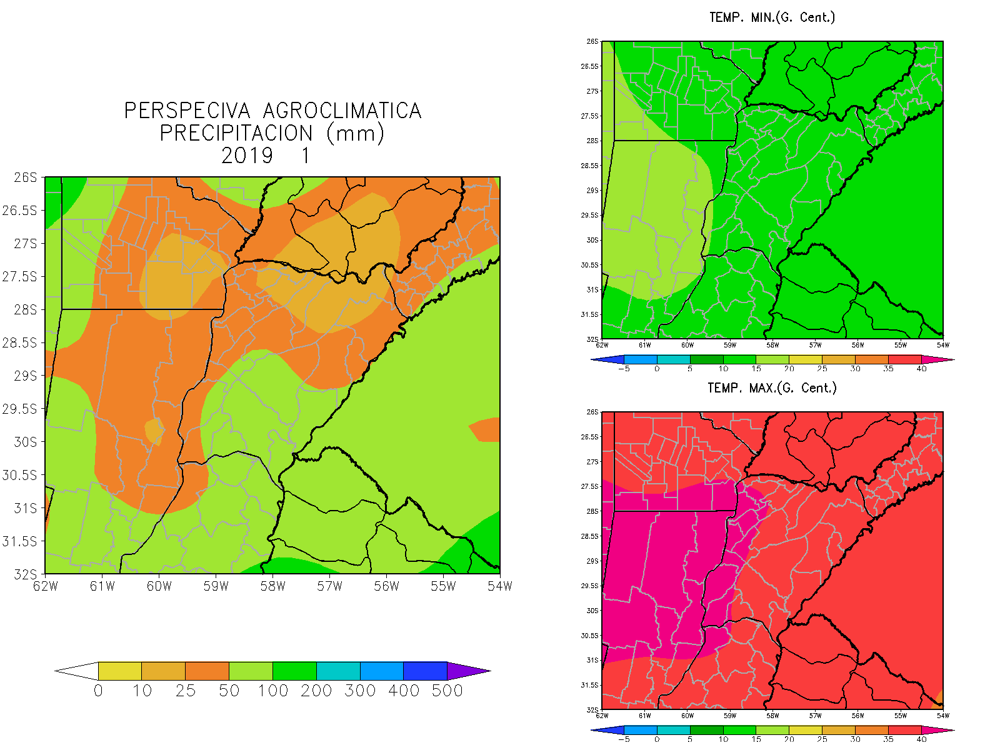 PERSPECIVA AGROCLIMATICA
PRECIPITACION (mm)
2019 1
26S
26.5S
27S
27.5S
28S
28.5S
29S
29.5S
30S
30.5S
31S
31.5S
32S
62W 61W 60W 59W 58W 57W 56W 55W 54W
0 10 25 50 100 200 300 400 500
TEMP. MIN.(G. Cent.)
26S
26.5S
27S
27.5S
28S
28.5S
29S
29.5S
30S
30.5S
31S
31.5S
32S
62W 61W 60W 59W 58W 57W 56W 55W 54W
-5 0 5 10 15 20 25 30 35 40
TEMP. MAX.(G. Cent.)
26S
26.5S
27S
27.5S
28S
28.5S
29S
29.5S
30S
30.5S
31S
31.5S
32S
62W 61W 60W 59W 58W 57W 56W 55W 54W
-5 0 5 10 15 20 25 30 35 40